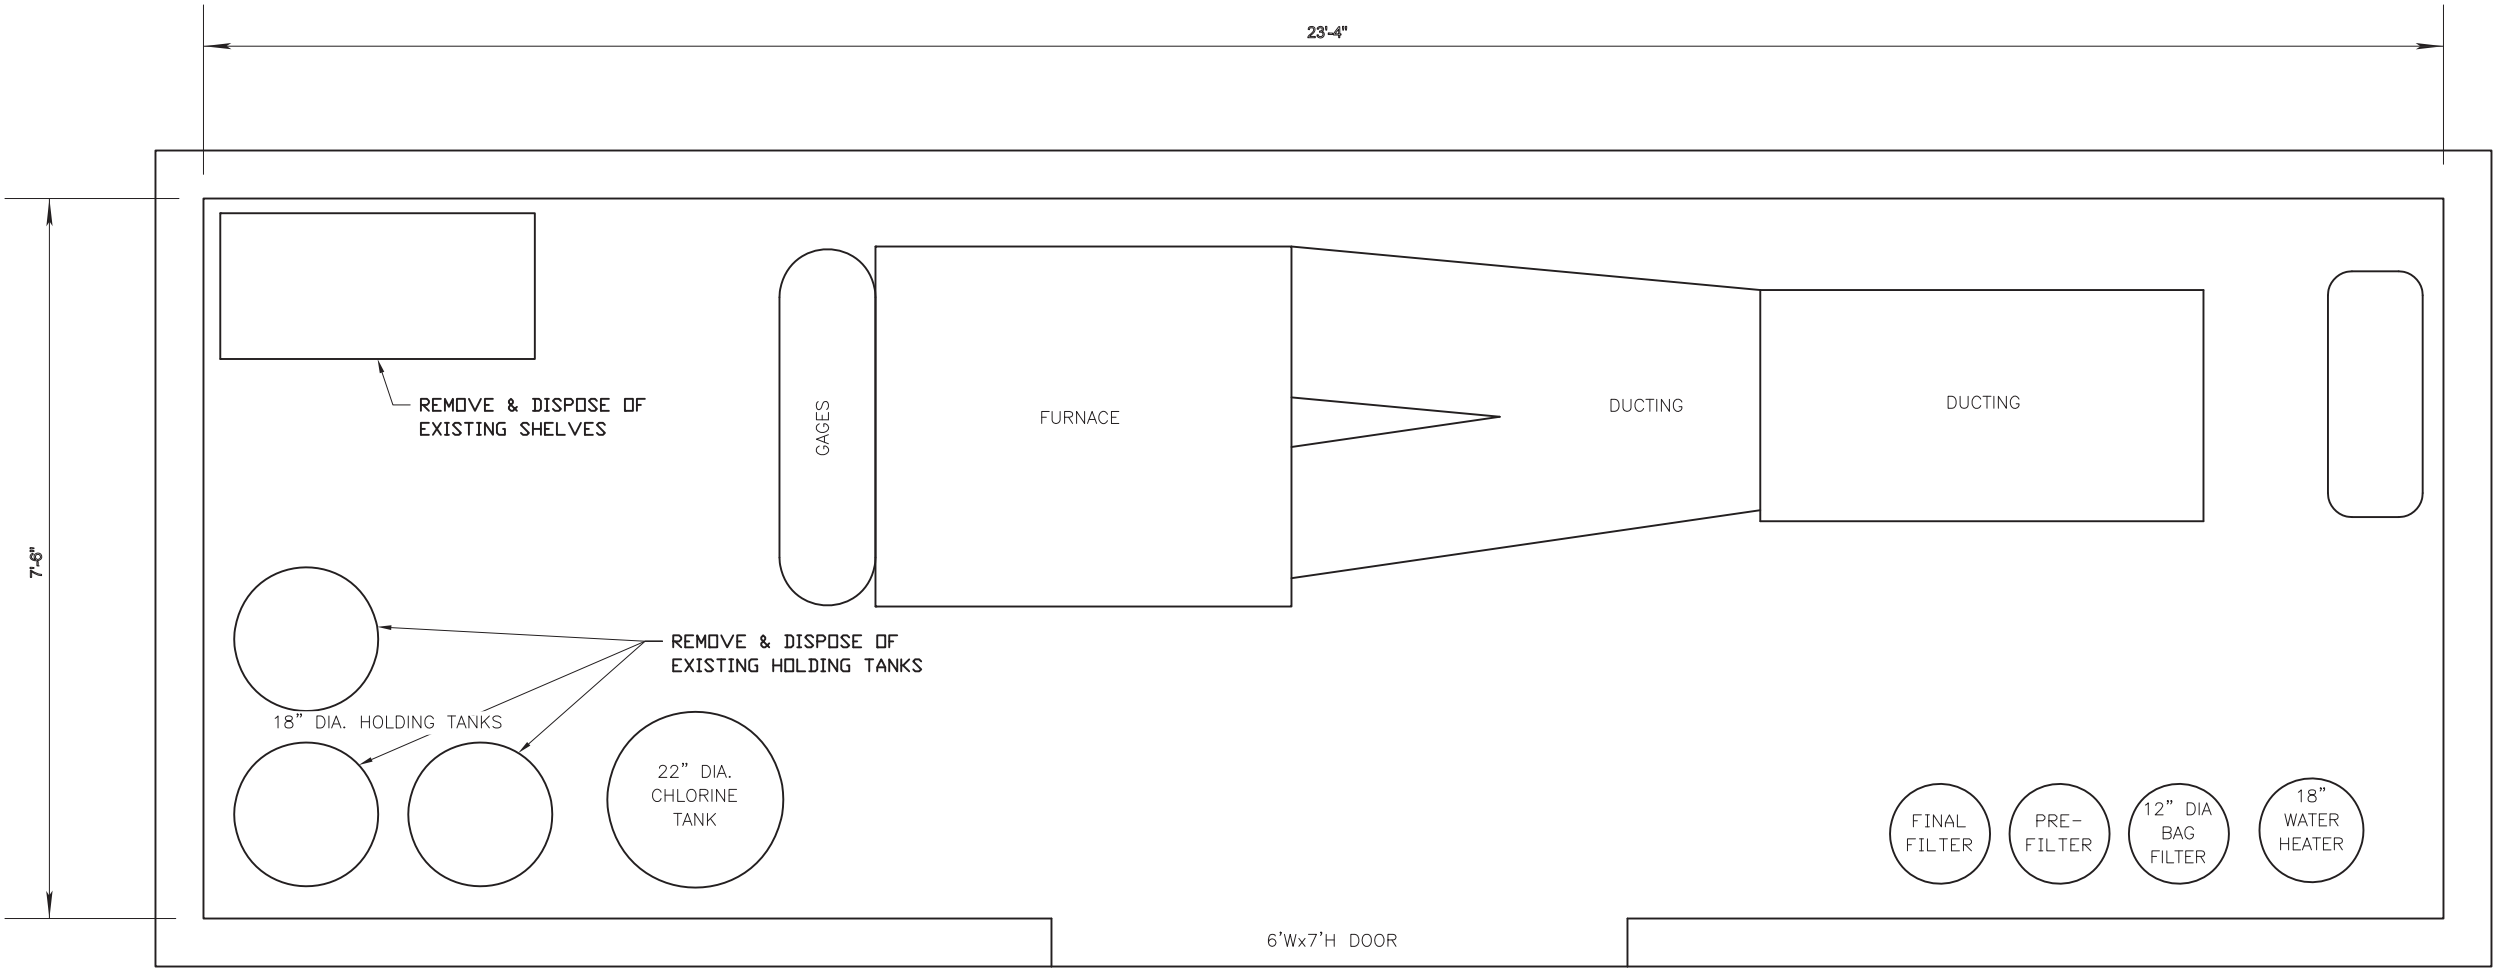 23'-4"
7'-6"
REMOVE & DISPOSE OF
EXISTING SHELVES
GAGES
FURNACE
DUCTING
DUCTING
REMOVE & DISPOSE OF
EXISTING HOLDING TANKS
18" DIA. HOLDING TANKS
22" DIA.
CHLORINE
TANK
FINAL
FILTER
PRE-
FILTER
12" DIA
BAG
FILTER
18"
WATER
HEATER
6'Wx7'H DOOR